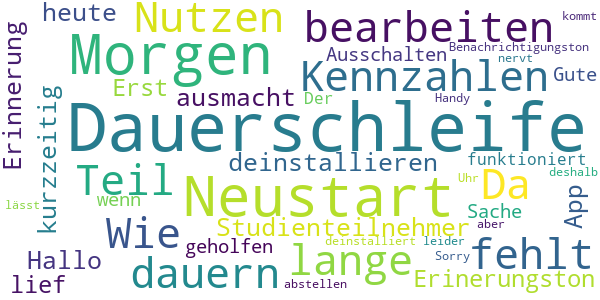 heute Nutzen bearbeiten kommt
Erinnerung Morgen Ausschalten Benachrichtigungston
nervt
Erst ausmacht Kennzahlen Gute
Der Handy
kurzzeitig Dauerschleife
deinstallieren funktioniert
Teil Neustart Da deshalb
Uhr
wenn App
lässt Wie Studienteilnehmer Sache
aber
Hallo geholfen deinstalliert leider fehlt
Sorry
lief dauern lange Erinerungston
abstellen